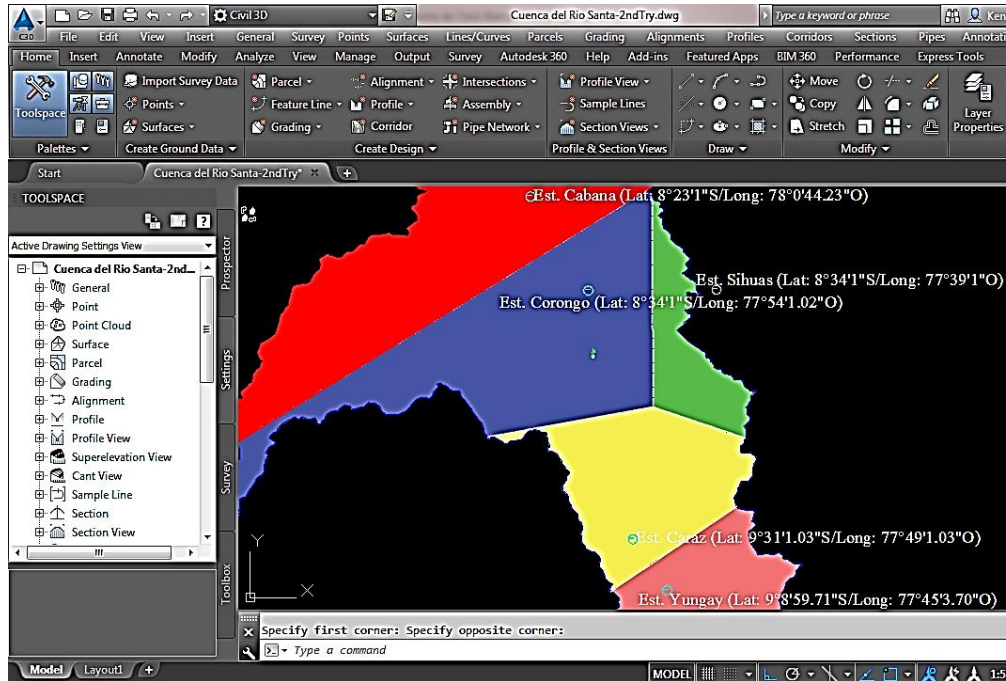 Civil 3D
Cuenca del Rio Santa-2ndTry.dwg
Type a keyword or phrase
Ken
C3D
File Edit View Insert General Survey Points Surfaces Lines/Curves Parcels Grading Alignments Profiles Corridors Sections Pipes Annotati
Home Insert Annotate Modify Analyze View Manage Output Survey Autodesk 360 Help Add-ins Featured Apps BIM 360 Performance Express Tools
Toolspace
Import Survey Data
Points
Surfaces
Parcel
Feature Line
Grading
Alignment
Profile
Corridor
Intersections
Assembly
Pipe Network
Profile View
Sample Lines
Section Views
Move
Copy
Stretch
Layer
Properties
Palettes
Create Ground Data
Create Design
Profile & Section Views
Draw
Modify
Start
Cuenca del Rio Santa-2ndTry*
TOOLSPACE
Active Drawing Settings View
Cuenca del Rio Santa-2nd...
General
Point
Point Cloud
Surface
Parcel
Grading
Alignment
Profile
Profile View
Superelevation View
Cant View
Sample Line
Section
Section View
Prospector
Settings
Survey
Toolbox
Est. Cabana (Lat: 8°23'1"S/Long: 78°0'44.23"O)
Est. Sihuas (Lat: 8°34'1"S/Long: 77°39'1"O)
Est. Corongo (Lat: 8°34'1"S/Long: 77°54'1.02"O)
Est. Caraz (Lat: 9°31'1.03"S/Long: 77°49'1.03"O)
Est. Yungay (Lat: 9°8'59.71"S/Long: 77°45'3.70"O)
Y
X
Specify first corner: Specify opposite corner:
Type a command
Model Layout1 +
MODEL
1:5